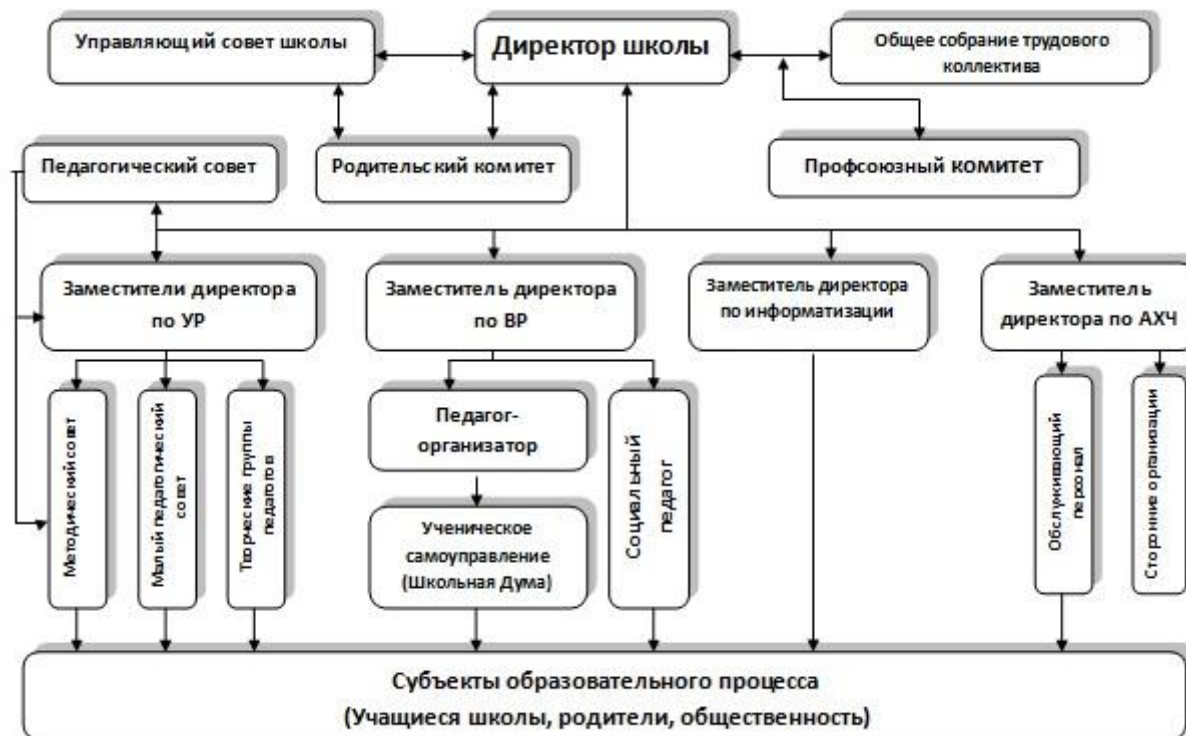 Управляющий совет школы
Директор школы
Общее собрание трудового
коллектива
Педагогический совет
Родительский комитет
Профсоюзный комитет
Заместители директора
по УР
Заместитель директора
по ВР
Заместитель директора
по информатизации
Заместитель
директора по АХЧ
Методический совет
Малый педагогический
совет
Творческие группы
педагогов
Педагог-
организатор
Ученическое
самоуправление
(Школьная Дума)
Социальный
педагог
Обслуживающий
персонал
Сторонние организации
Субъекты образовательного процесса
(Учащиеся школы, родители, общественность)